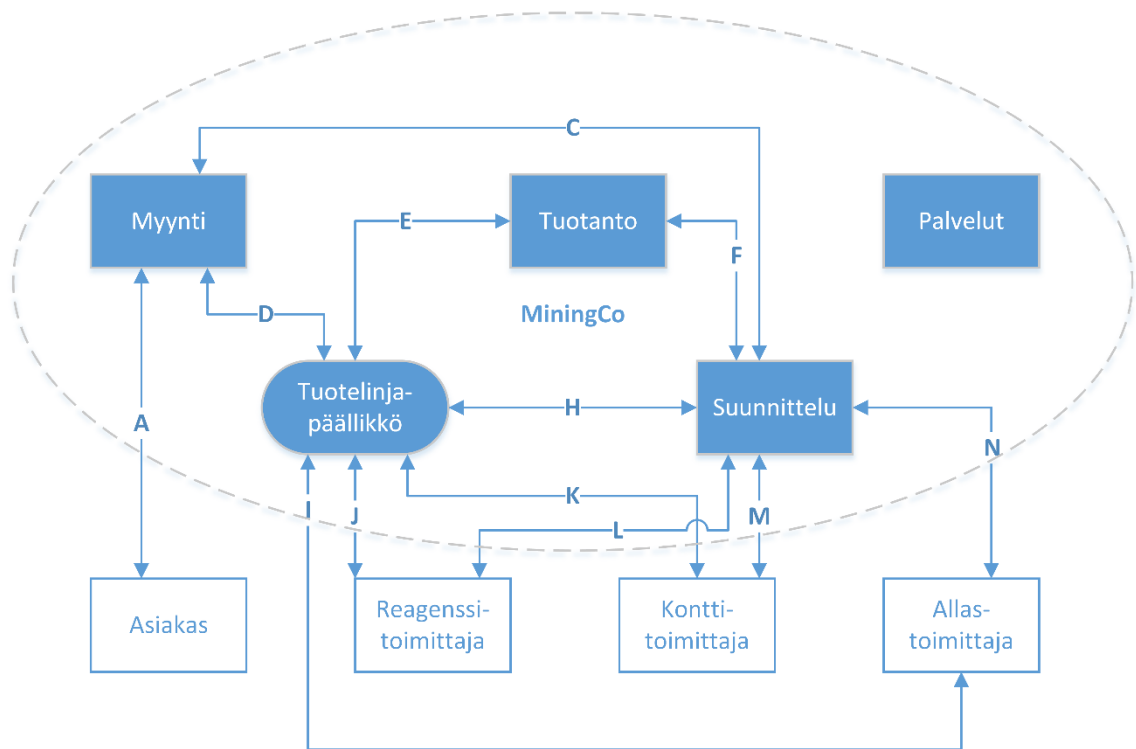 C
Myynti
Tuotanto
Palvelut
E
F
D
MiningCo
Tuotelinja-
päällikkö
Suunnittelu
H
A
N
K
I
J
L
M
Asiakas
Reagenssi-
toimittaja
Kontti-
toimittaja
Allas-
toimittaja